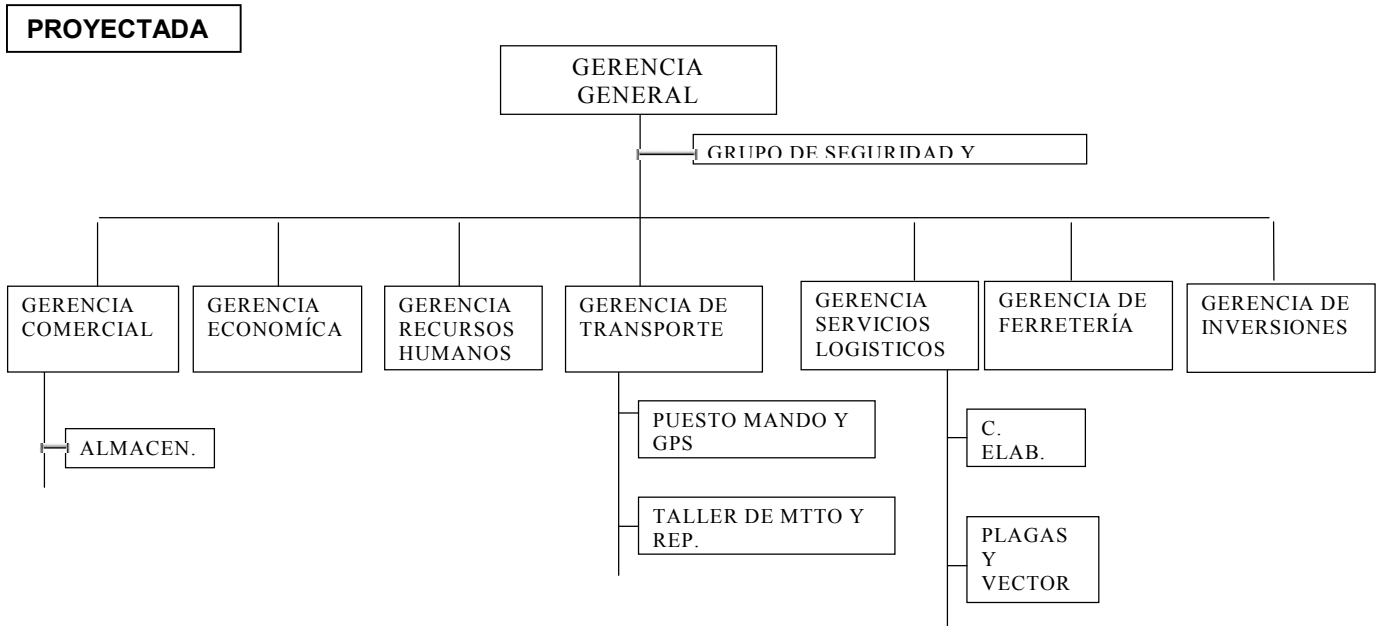 PROYECTADA
GERENCIA
GENERAL
GRUPO DE SEGURIDAD Y
GERENCIA
COMERCIAL
GERENCIA
ECONOMÍCA
GERENCIA
RECURSOS
HUMANOS
GERENCIA DE
TRANSPORTE
GERENCIA
SERVICIOS
LOGISTICOS
GERENCIA DE
FERRETERÍA
GERENCIA DE
INVERSIONES
ALMACEN.
PUESTO MANDO Y
GPS
TALLER DE MTTO Y
REP.
C.
ELAB.
PLAGAS
Y
VECTOR